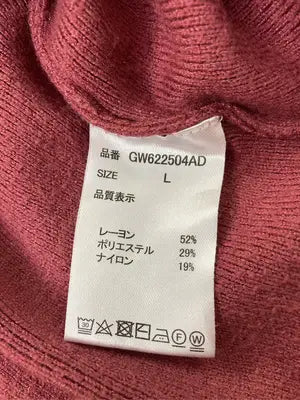 品番 GW622504AD
SIZE L
品質表示
レーヨン 52%
ポリエステル 29%
ナイロン 19%
30 F W